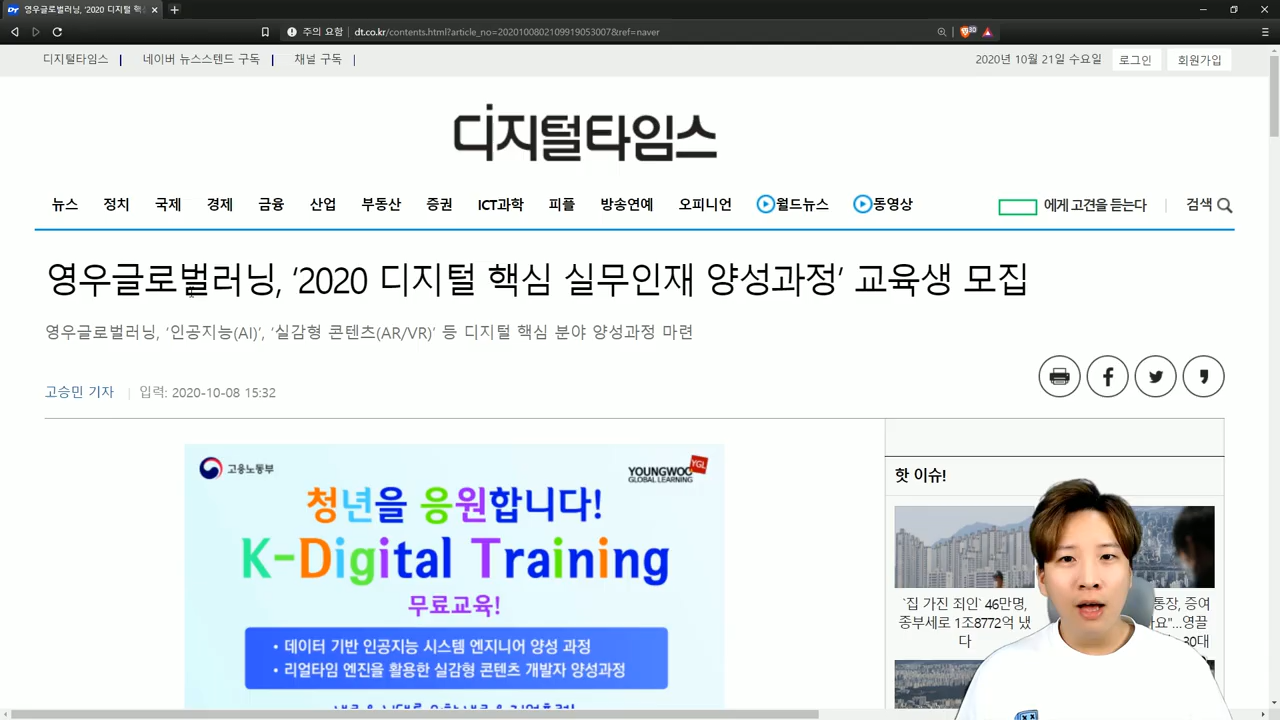 영우글로벌러닝, '2020 디지털 핵
주의 요함
dt.co.kr/contents.html?article_no=2020100802109919053007&ref=naver
디지털타임스 | 네이버 뉴스스탠드 구독 | 채널 구독 |
2020년 10월 21일 수요일 로그인 회원가입
디지털타임스
뉴스 정치 국제 경제 금융 산업 부동산 증권 ICT과학 피플 방송연예 오피니언 월드뉴스 동영상 에게 고견을 듣는다 | 검색
영우글로벌러닝, '2020 디지털 핵심 실무인재 양성과정' 교육생 모집
영우글로벌러닝, '인공지능(AI)', '실감형 콘텐츠(AR/VR)' 등 디지털 핵심 분야 양성과정 마련
고승민 기자 | 입력: 2020-10-08 15:32
고용노동부
YOUNGWOO YGL
GLOBAL LEARNING
청년을 응원합니다!
K-Digital Training
무료교육!
• 데이터 기반 인공지능 시스템 엔지니어 양성 과정
• 리얼타임 엔진을 활용한 실감형 콘텐츠 개발자 양성과정
핫 이슈!
`집 가진 죄인` 46만명,
종부세로 1조8772억 냈
다
통장, 증여
요"...영끌
30대